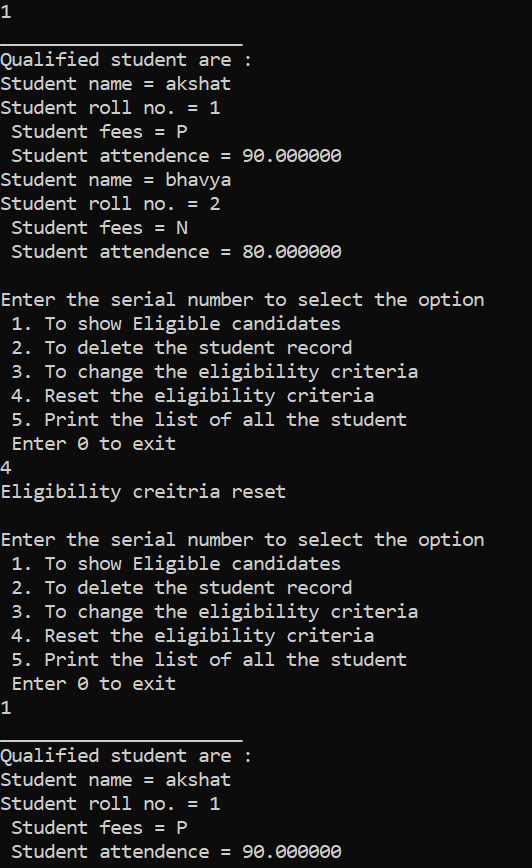 1
______________________
Qualified student are :
Student name = akshat
Student roll no. = 1
 Student fees = P
 Student attendence = 90.000000
Student name = bhavya
Student roll no. = 2
 Student fees = N
 Student attendence = 80.000000

Enter the serial number to select the option
 1. To show Eligible candidates
 2. To delete the student record
 3. To change the eligibility criteria
 4. Reset the eligibility criteria
 5. Print the list of all the student
 Enter 0 to exit
4
Eligibility creitria reset

Enter the serial number to select the option
 1. To show Eligible candidates
 2. To delete the student record
 3. To change the eligibility criteria
 4. Reset the eligibility criteria
 5. Print the list of all the student
 Enter 0 to exit
1
______________________
Qualified student are :
Student name = akshat
Student roll no. = 1
 Student fees = P
 Student attendence = 90.000000